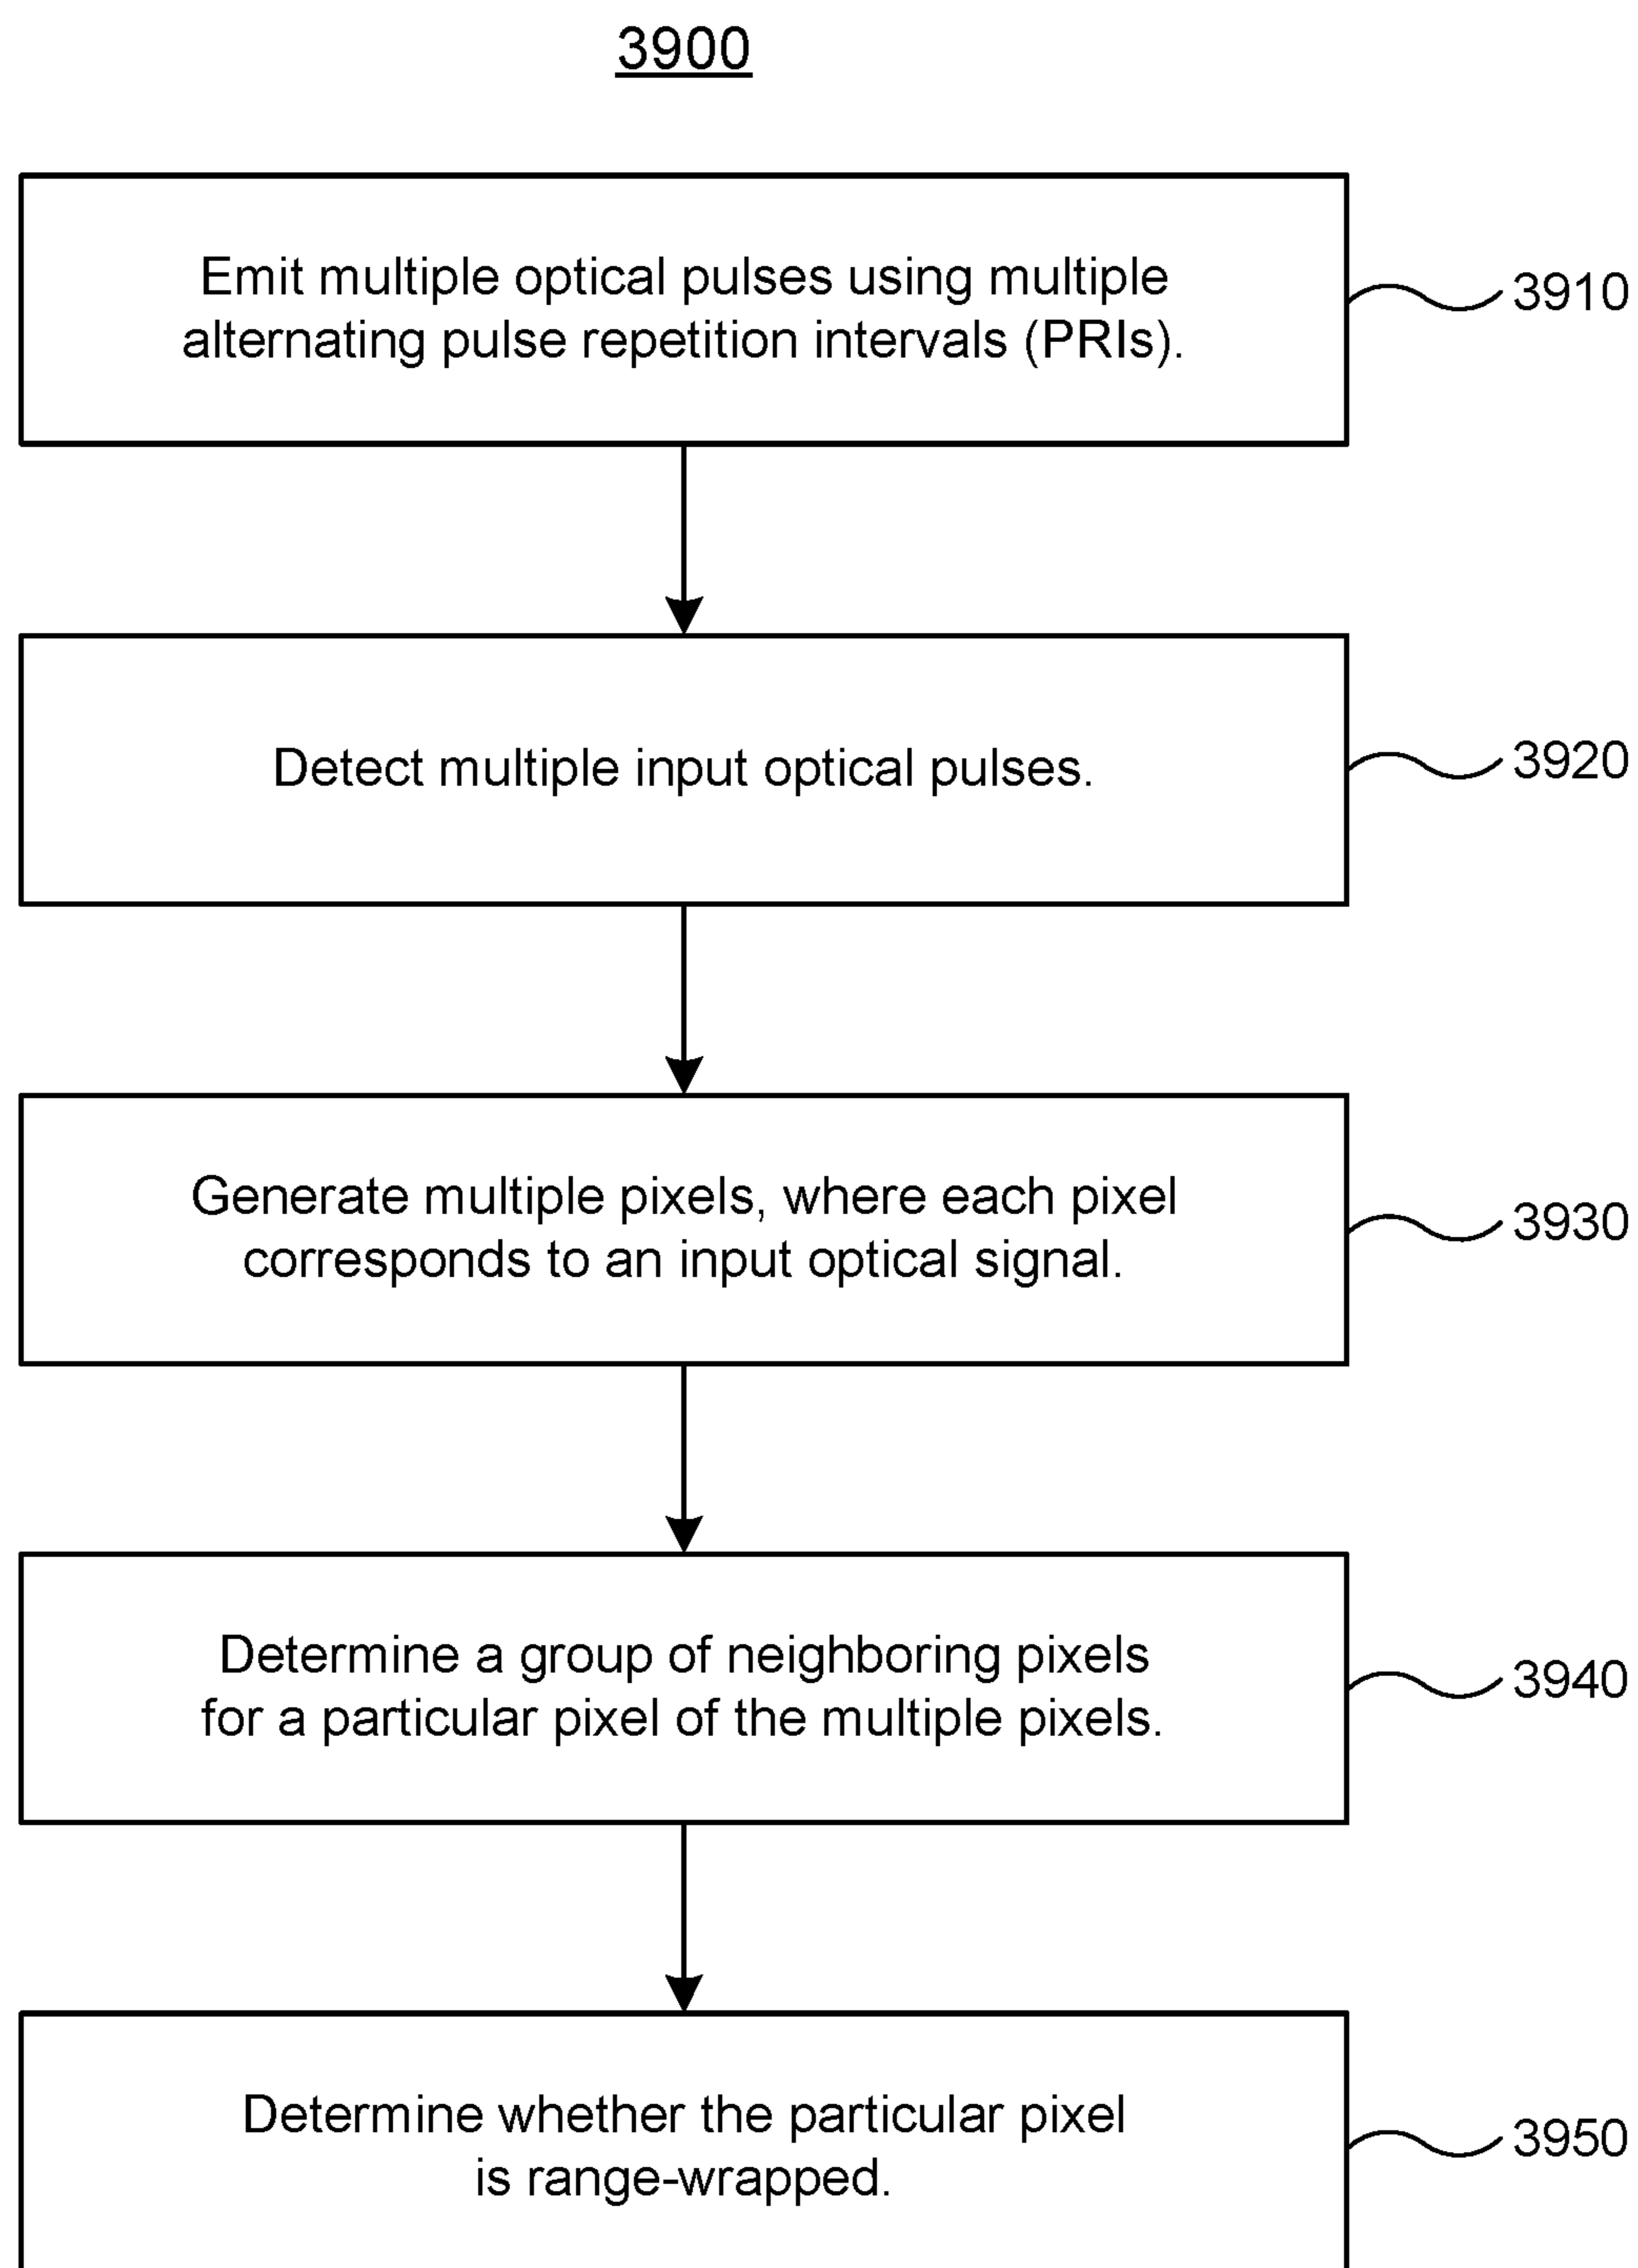 3900
Emit multiple optical pulses using multiple
alternating pulse repetition intervals (PRIs).
3910
Detect multiple input optical pulses.
3920
Generate multiple pixels, where each pixel
corresponds to an input optical signal.
3930
Determine a group of neighboring pixels
for a particular pixel of the multiple pixels.
3940
Determine whether the particular pixel
is range-wrapped.
3950